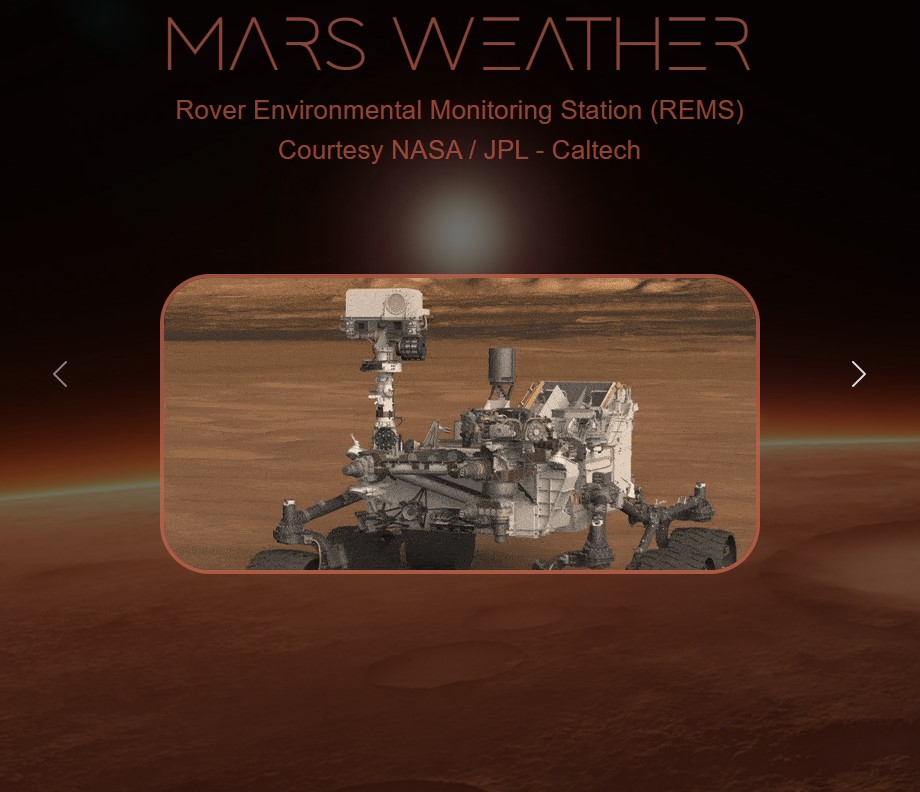 MARS WEATHER
Rover Environmental Monitoring Station (REMS)
Courtesy NASA / JPL - Caltech